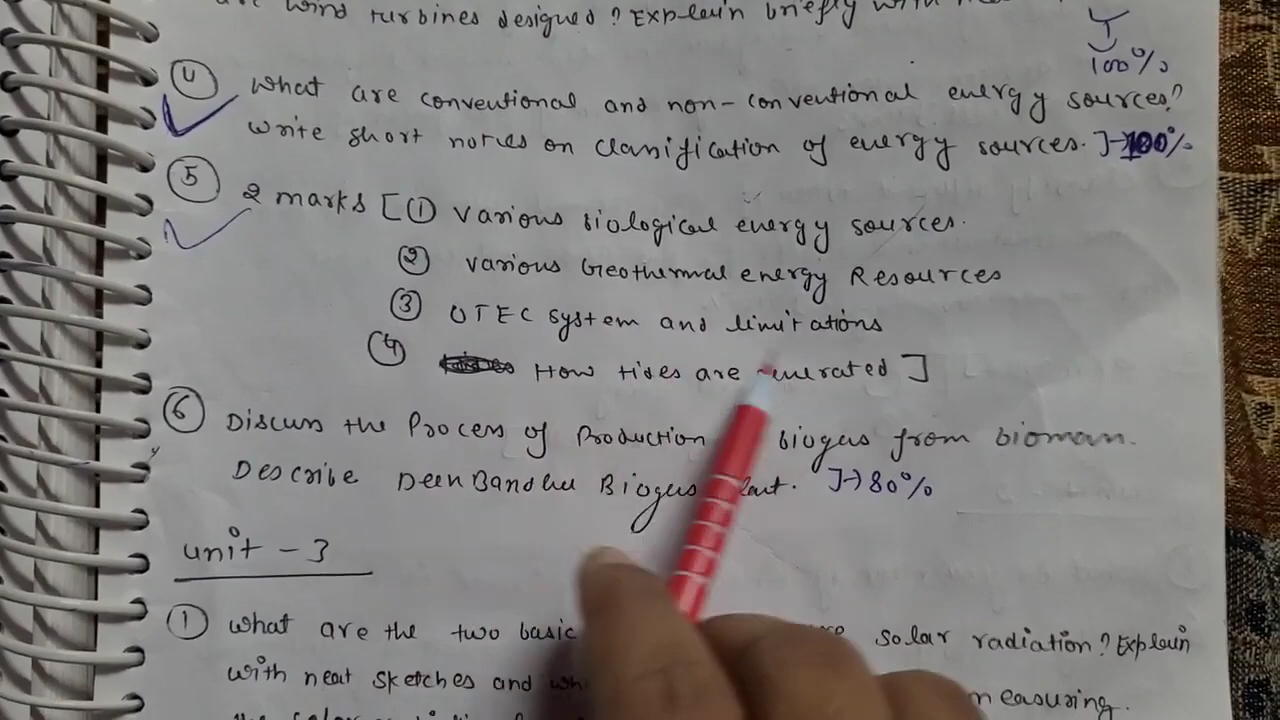 wind turbines designed? Explain briefly with
100%
④ What are conventional and non-conventional energy sources?
write short notes on classification of energy sources. ]→100%
⑤ 2 marks [① Various biological energy sources.
② various Geothermal energy Resources
③ OTEC system and limitations
④ How tides are generated ]
⑥ Discuss the Process of Production biogas from biomass.
Describe DeenBandhu Biogas Plant. ]→80%
unit - 3
① what are the two basic solar radiation? Explain
with neat sketches and measuring.